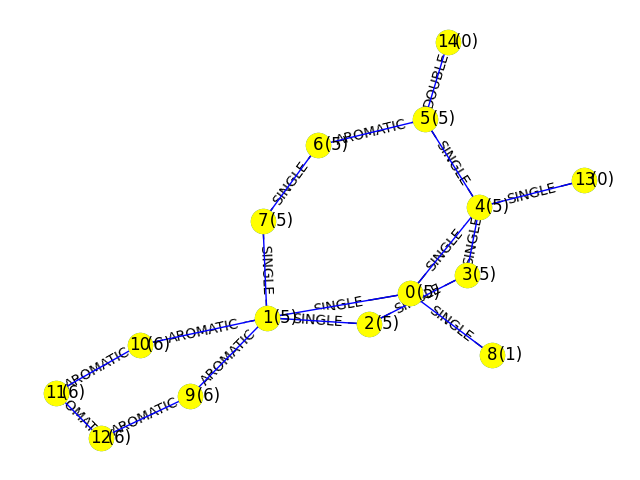 14(0)
DOUBLE
5(5)
AROMATIC
6(5)
SINGLE
SINGLE
13(0)
SINGLE
4(5)
7(5)
SINGLE
SINGLE
SINGLE
3(5)
0(5)
SINGLE
1(5)
SINGLE
2(5)
SINGLE
8(1)
AROMATIC
10(6)
AROMATIC
AROMATIC
11(6)
9(6)
AROMATIC
12(6)